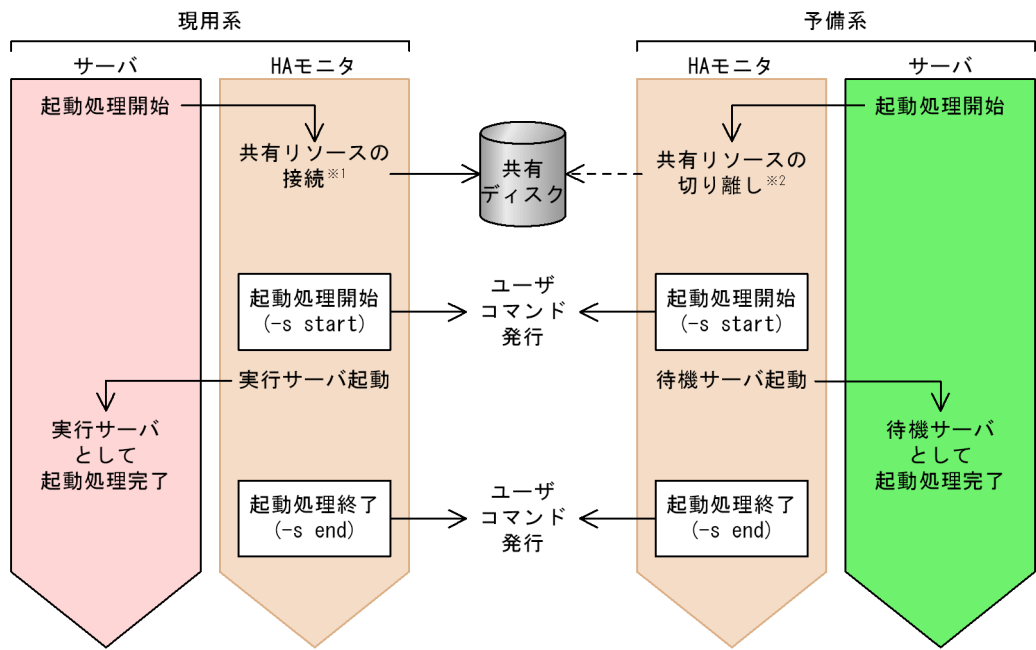 現用系
予備系
サーバ
HAモニタ
HAモニタ
サーバ
起動処理開始
起動処理開始
共有リソースの
接続※1
共有
ディスク
共有リソースの
切り離し※2
起動処理開始
(-s start)
ユーザ
コマンド
発行
起動処理開始
(-s start)
実行サーバ起動
待機サーバ起動
実行サーバ
として
起動処理完了
待機サーバ
として
起動処理完了
起動処理終了
(-s end)
ユーザ
コマンド
発行
起動処理終了
(-s end)